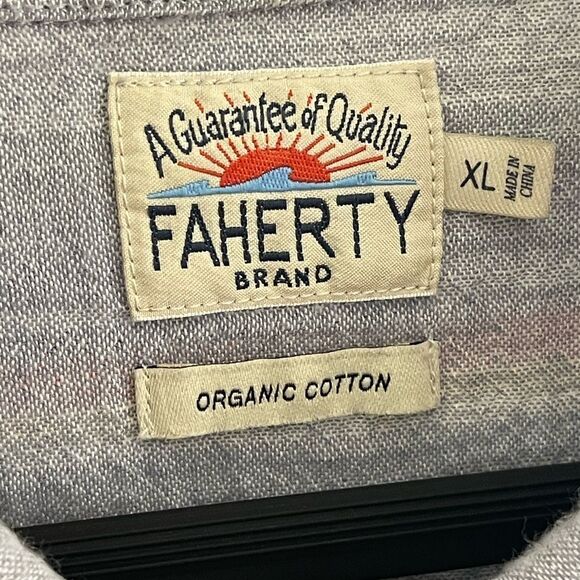 A Guarantee of Quality
FAHERTY
BRAND
XL
MADE IN
CHINA
ORGANIC COTTON